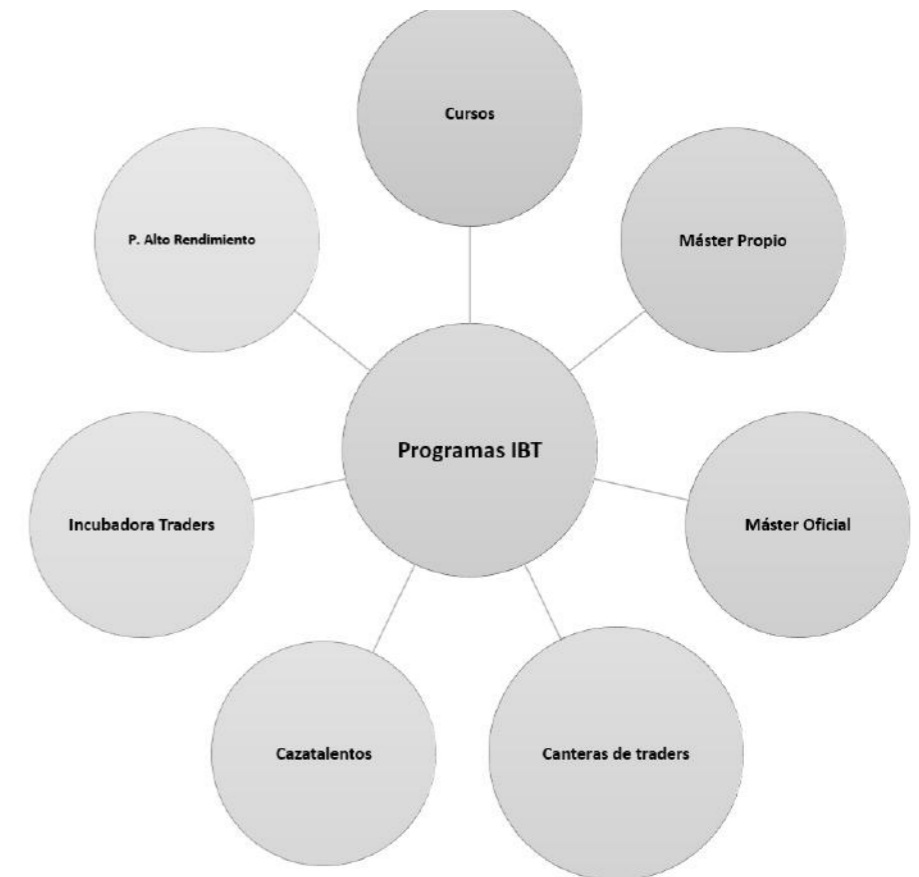 Cursos
P. Alto Rendimiento
Máster Propio
Programas IBT
Incubadora Traders
Máster Oficial
Cazatalentos
Canteras de traders